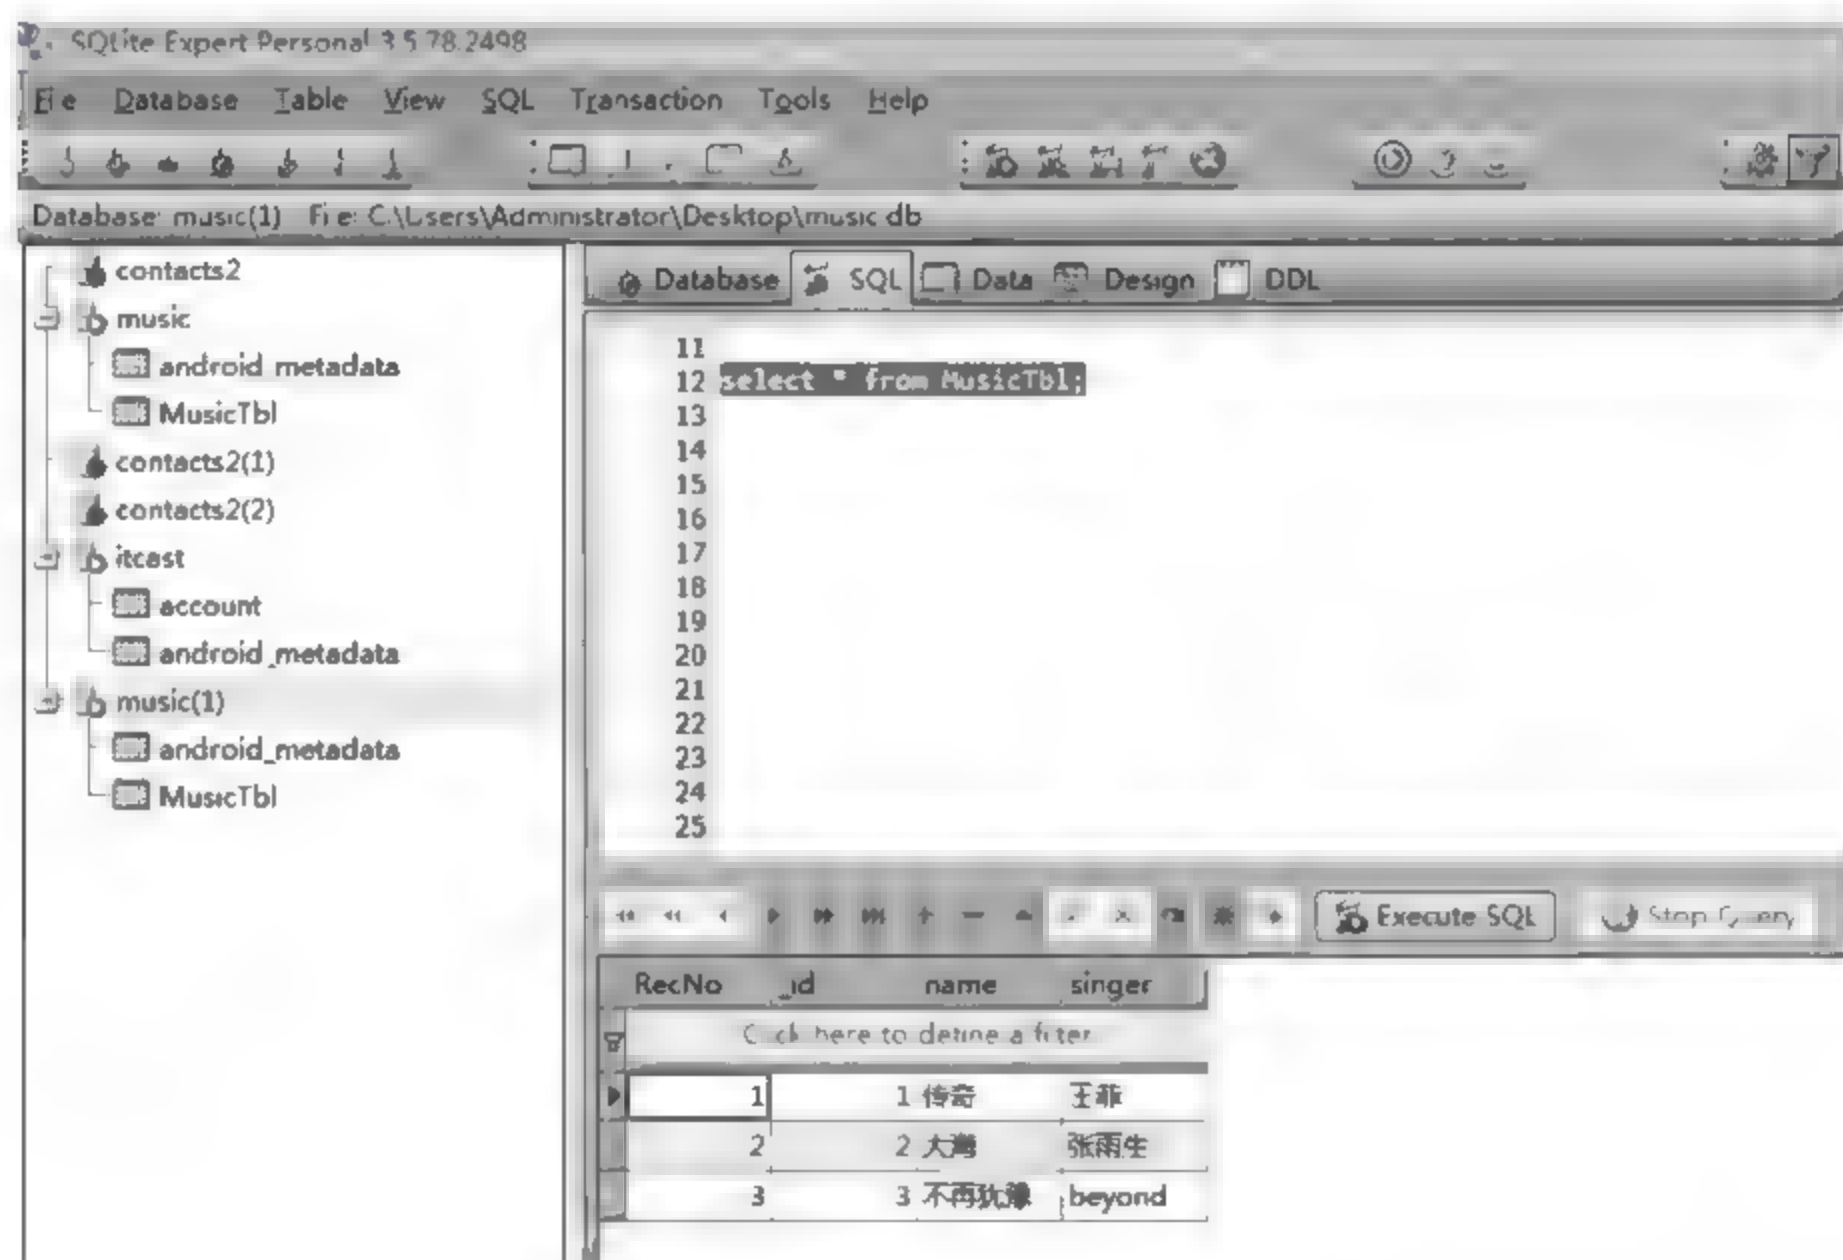 SQLite Expert Personal 3.5.78.2498
File Database Table View SQL Transaction Tools Help
Database: music(1) File: C:\Users\Administrator\Desktop\music.db
contacts2
music
android_metadata
MusicTbl
contacts2(1)
contacts2(2)
itcast
account
android_metadata
music(1)
android_metadata
MusicTbl
Database SQL Data Design DDL
11
12 select * from MusicTbl;
13
14
15
16
17
18
19
20
21
22
23
24
25
Execute SQL Stop Query
RecNo _id name singer
Click here to define a filter
1 1 传奇 王菲
2 2 大海 张雨生
3 3 不再犹豫 beyond